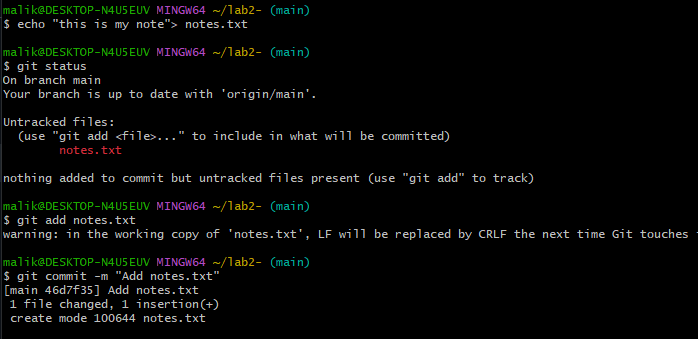 malik@DESKTOP-N4U5EUV MINGW64 ~/lab2- (main)
$ echo "this is my note"> notes.txt

malik@DESKTOP-N4U5EUV MINGW64 ~/lab2- (main)
$ git status
On branch main
Your branch is up to date with 'origin/main'.

Untracked files:
  (use "git add <file>..." to include in what will be committed)
        notes.txt

nothing added to commit but untracked files present (use "git add" to track)

malik@DESKTOP-N4U5EUV MINGW64 ~/lab2- (main)
$ git add notes.txt
warning: in the working copy of 'notes.txt', LF will be replaced by CRLF the next time Git touches

malik@DESKTOP-N4U5EUV MINGW64 ~/lab2- (main)
$ git commit -m "Add notes.txt"
[main 46d7f35] Add notes.txt
 1 file changed, 1 insertion(+)
 create mode 100644 notes.txt